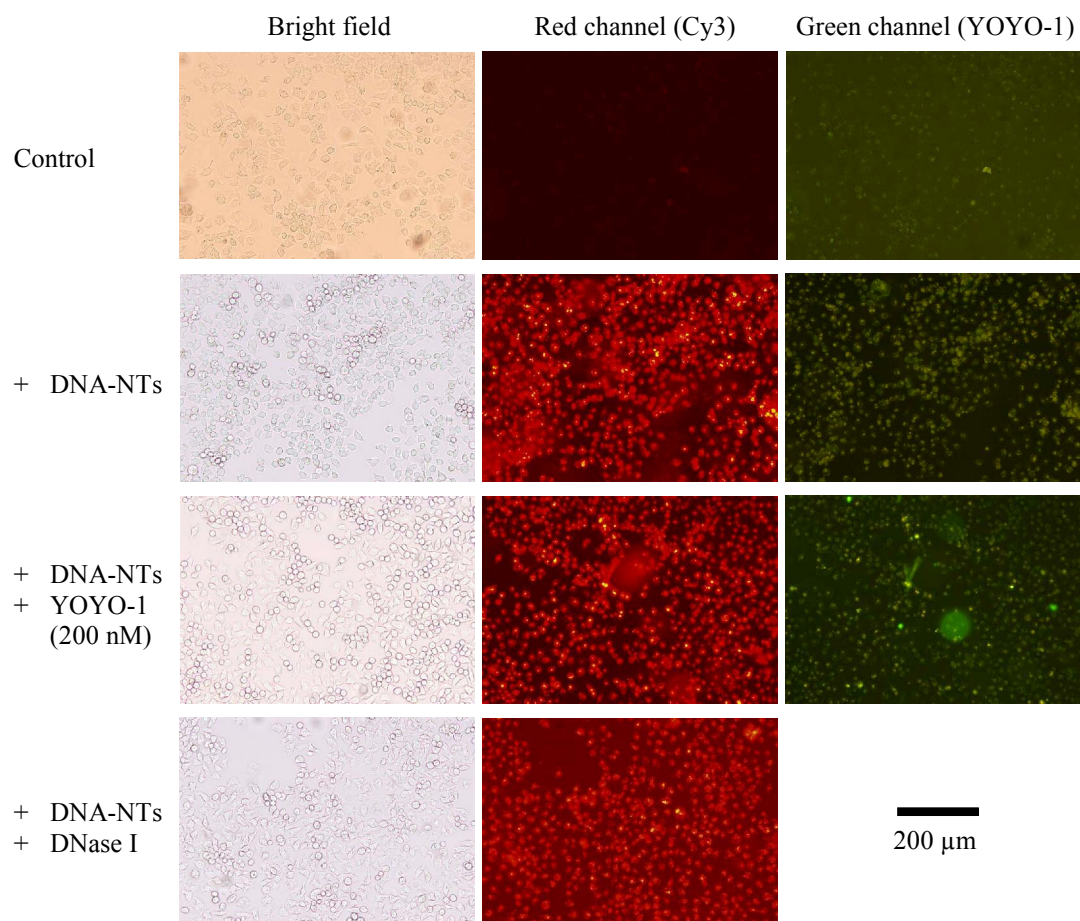 Bright field
Red channel (Cy3)
Green channel (YOYO-1)
Control
+ DNA-NTs
+ DNA-NTs
+ YOYO-1
(200 nM)
+ DNA-NTs
+ DNase I
200 µm